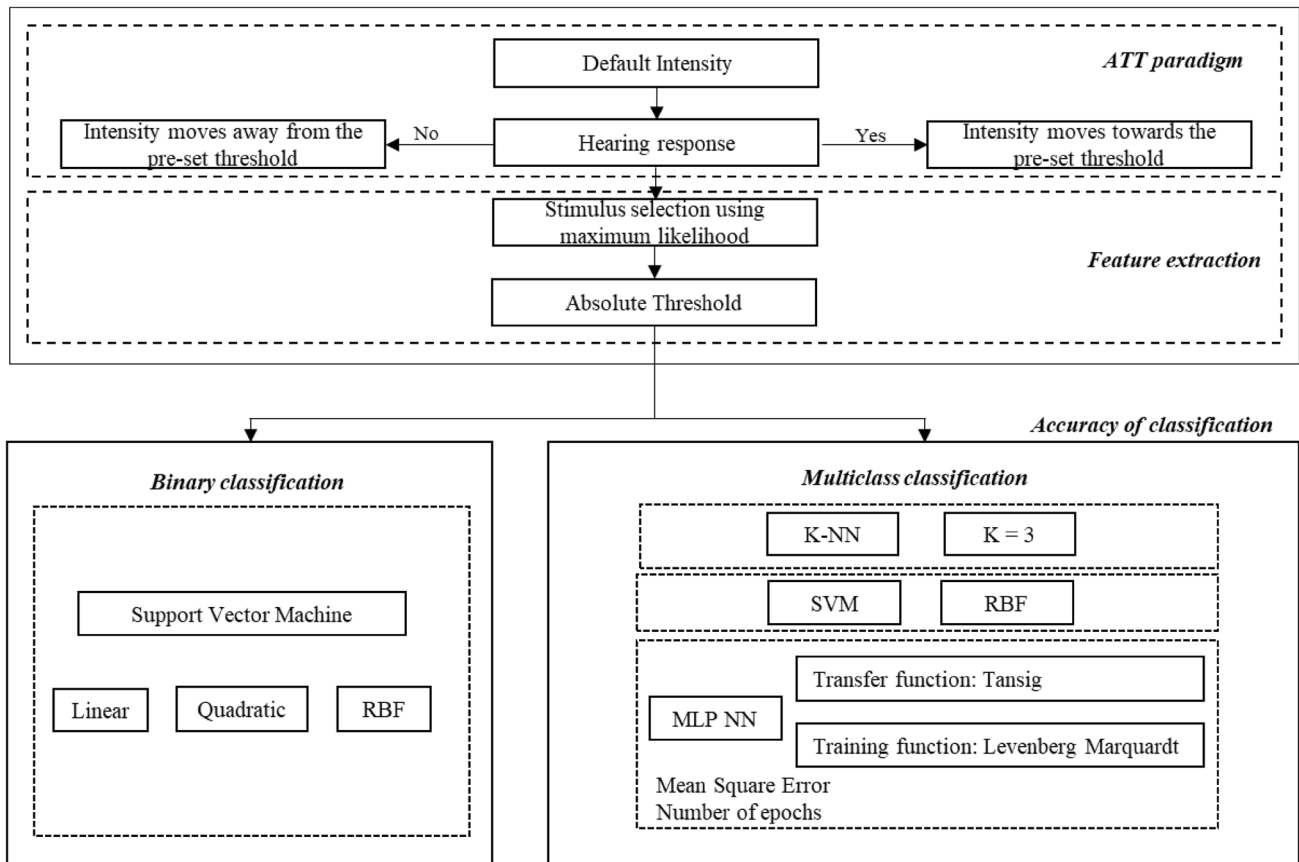 Default Intensity
ATT paradigm
Intensity moves away from the
pre-set threshold
No
Hearing response
Yes
Intensity moves towards the
pre-set threshold
Stimulus selection using
maximum likelihood
Feature extraction
Absolute Threshold
Accuracy of classification
Binary classification
Support Vector Machine
Linear
Quadratic
RBF
Multiclass classification
K-NN
K = 3
SVM
RBF
MLP NN
Transfer function: Tansig
Training function: Levenberg Marquardt
Mean Square Error
Number of epochs